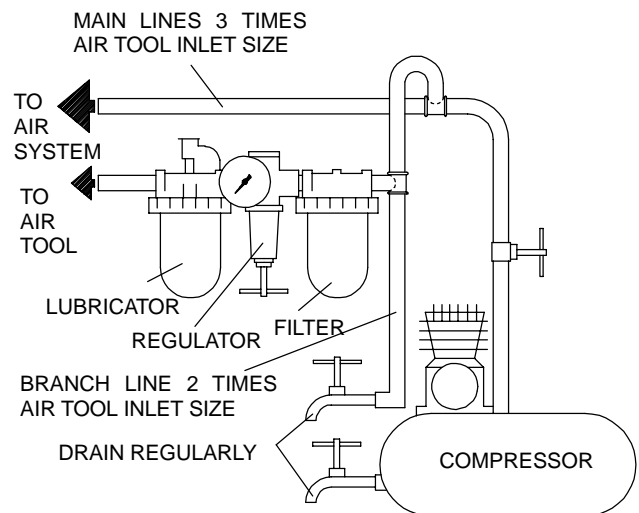 MAIN LINES 3 TIMES
AIR TOOL INLET SIZE
TO
AIR
SYSTEM
TO
AIR
TOOL
LUBRICATOR
REGULATOR
FILTER
BRANCH LINE 2 TIMES
AIR TOOL INLET SIZE
DRAIN REGULARLY
COMPRESSOR